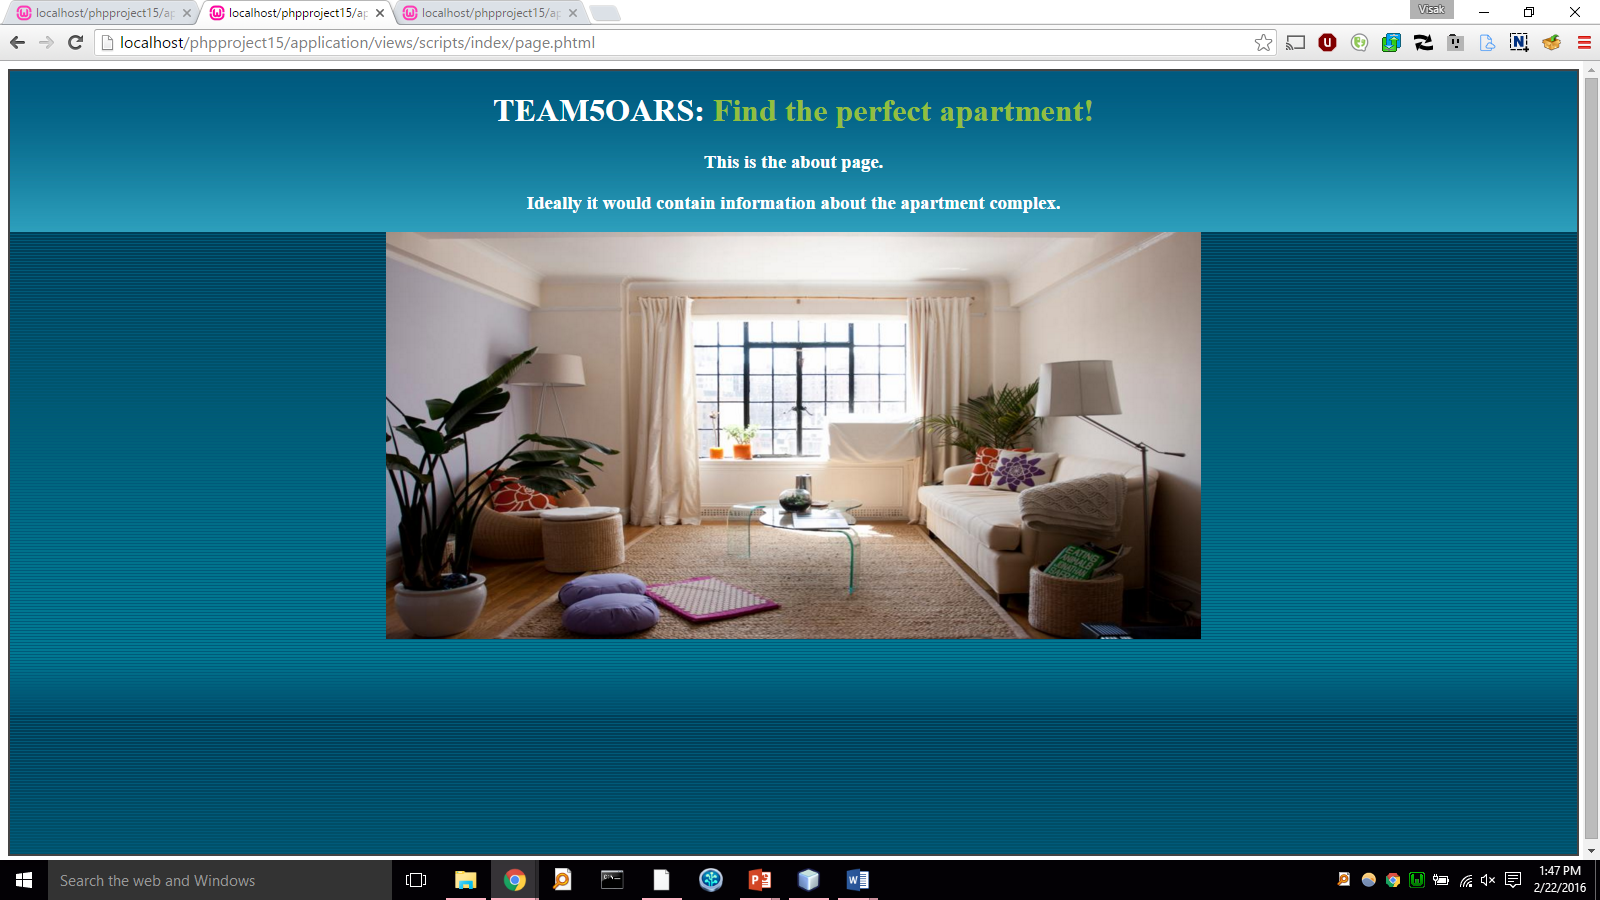 localhost/phpproject15/ap
localhost/phpproject15/ap
localhost/phpproject15/ap
Visak
localhost/phpproject15/application/views/scripts/index/page.phtml
TEAM5OARS: Find the perfect apartment!
This is the about page.
Ideally it would contain information about the apartment complex.
EATING
ANIMALS
Search the web and Windows
1:47 PM
2/22/2016